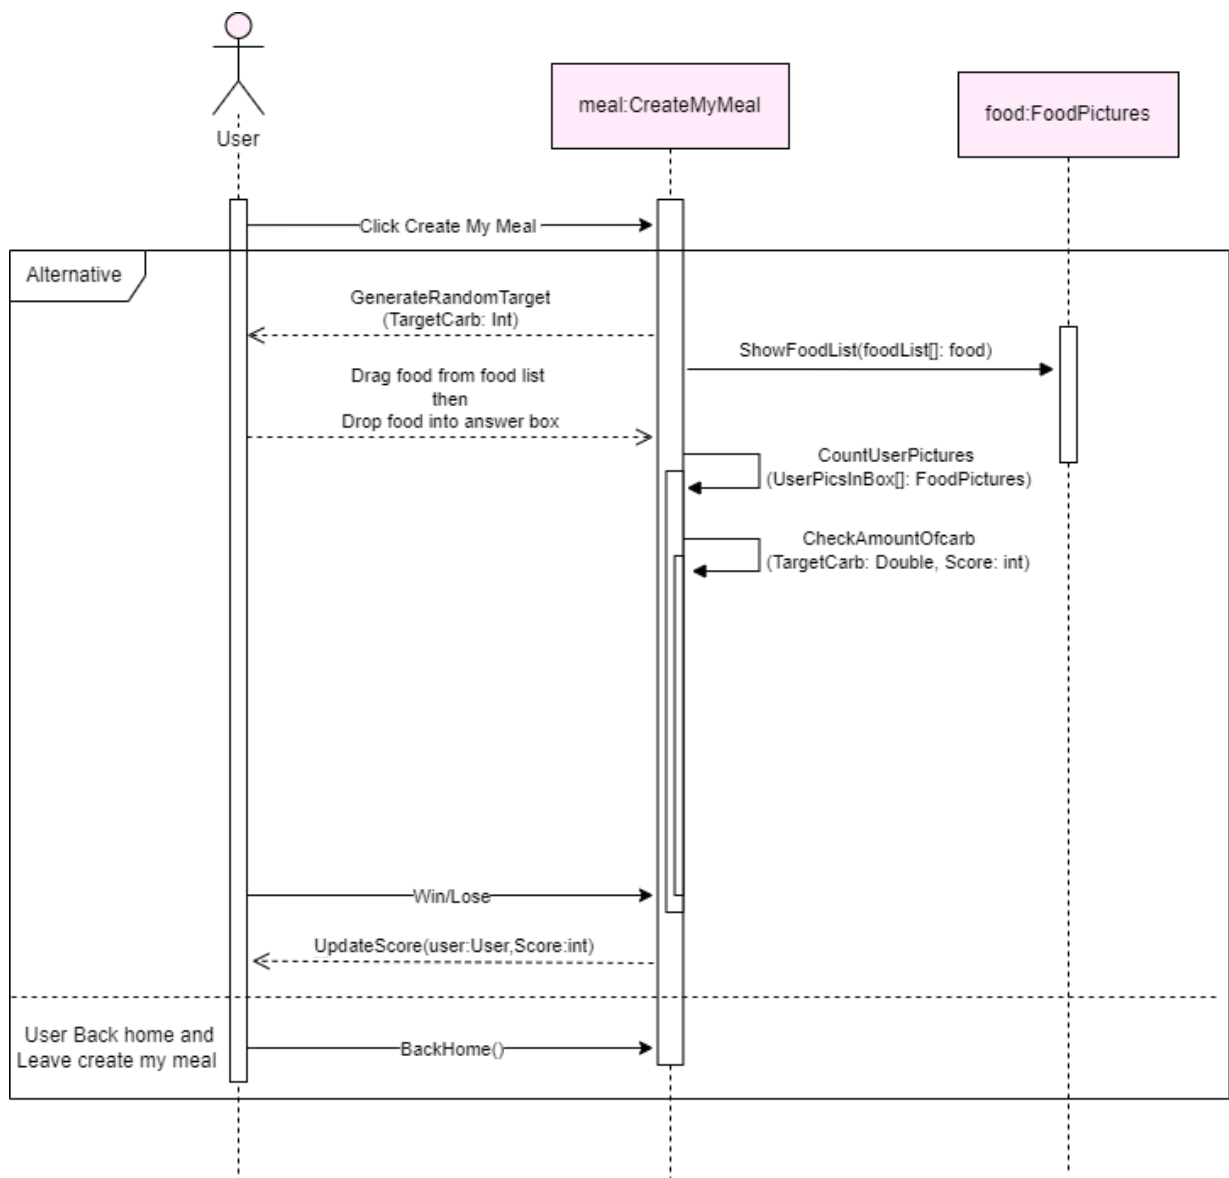 User
meal:CreateMyMeal
food:FoodPictures
Click Create My Meal
Alternative
GenerateRandomTarget
(TargetCarb: Int)
ShowFoodList(foodList[]: food)
Drag food from food list
then
Drop food into answer box
CountUserPictures
(UserPicsInBox[]: FoodPictures)
CheckAmountOfcarb
(TargetCarb: Double, Score: int)
Win/Lose
UpdateScore(user:User,Score:int)
User Back home and
Leave create my meal
BackHome()